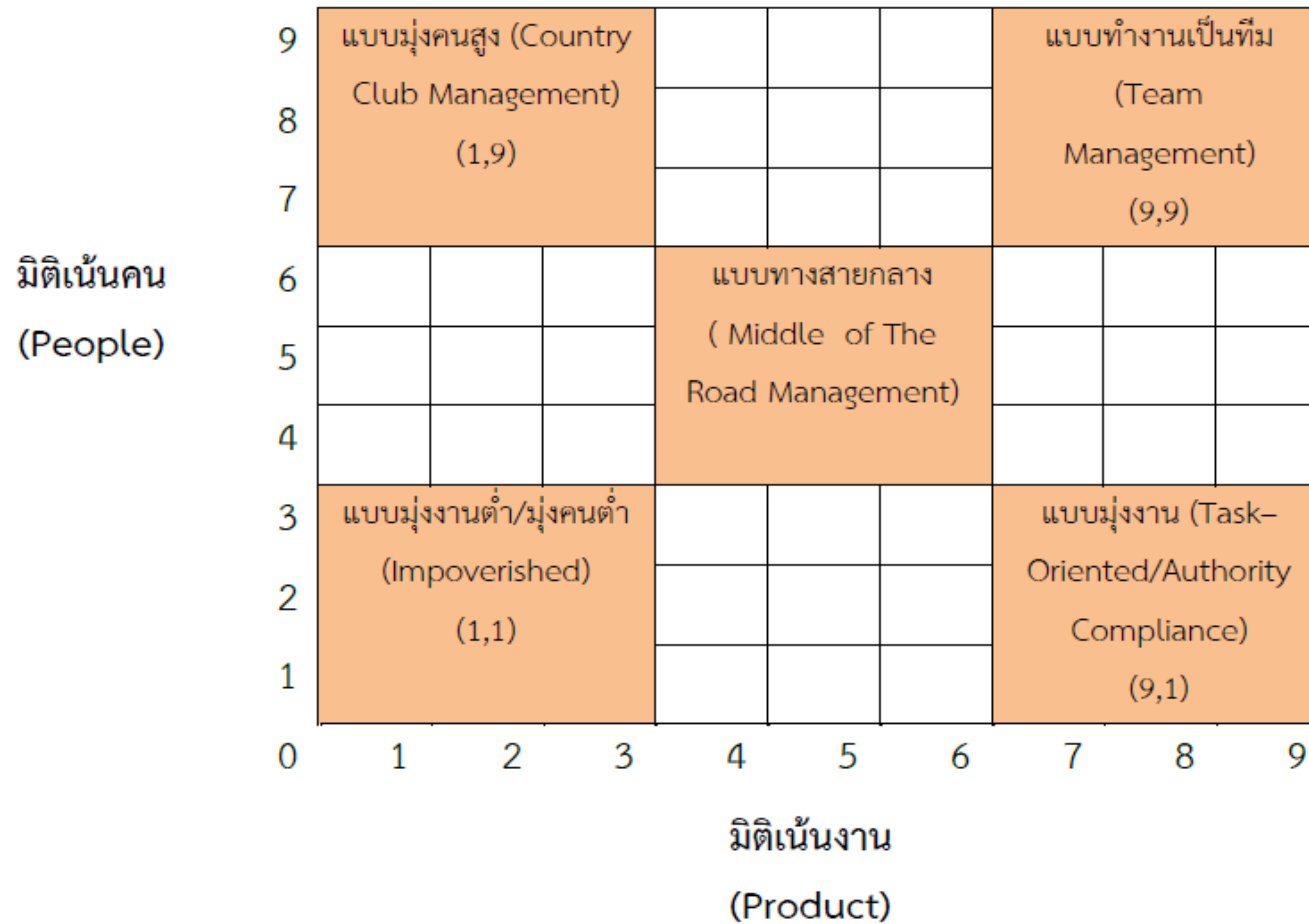 9
แบบมุ่งคนสูง (Country
Club Management)
(1,9)
แบบทำงานเป็นทีม
(Team
Management)
(9,9)
8
7
มิติเน้นคน
(People)
6
แบบทางสายกลาง
( Middle of The
Road Management)
5
4
3
แบบมุ่งงานต่ำ/มุ่งคนต่ำ
(Impoverished)
(1,1)
แบบมุ่งงาน (Task–
Oriented/Authority
Compliance)
(9,1)
2
1
0 1 2 3 4 5 6 7 8 9
มิติเน้นงาน
(Product)